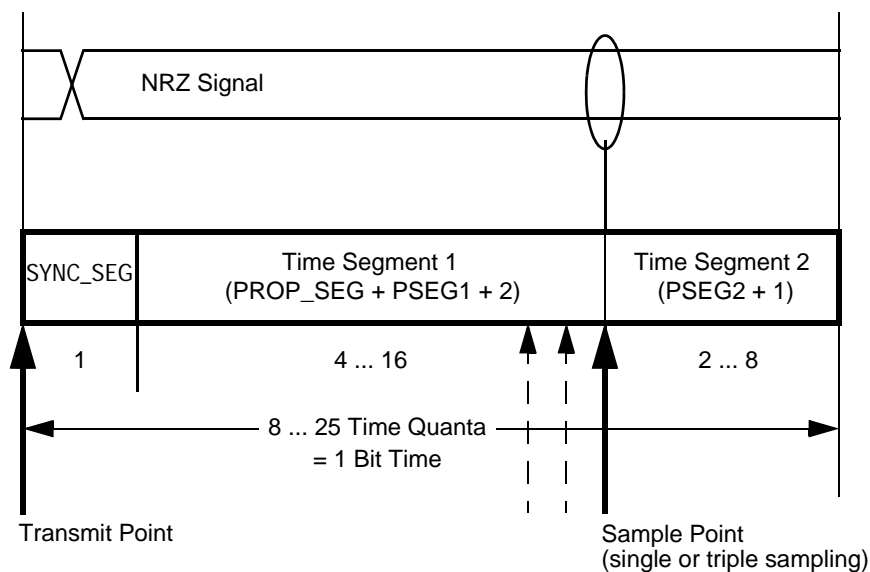 NRZ Signal
SYNC_SEG
Time Segment 1
(PROP_SEG + PSEG1 + 2)
Time Segment 2
(PSEG2 + 1)
1
4 ... 16
2 ... 8
8 ... 25 Time Quanta
= 1 Bit Time
Transmit Point
Sample Point
(single or triple sampling)